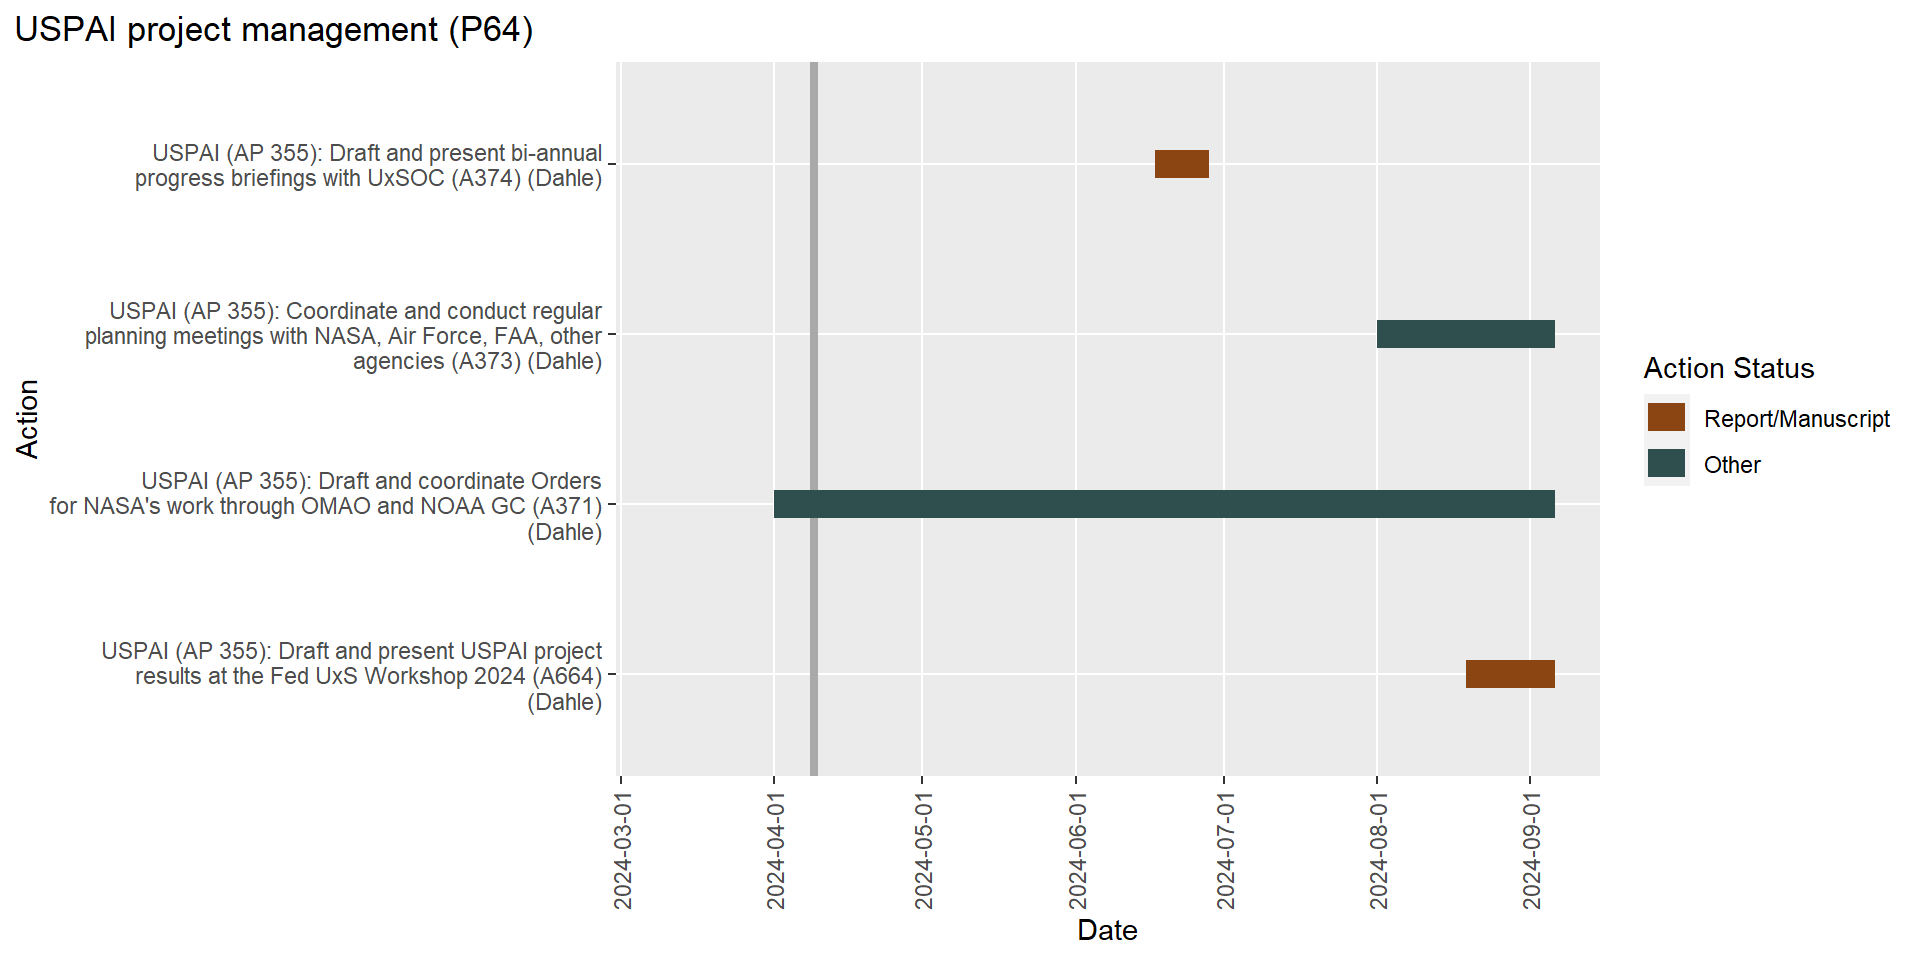 USPAI project management (P64)
USPAI (AP 355): Draft and present bi-annual
progress briefings with UxSOC (A374) (Dahle)
USPAI (AP 355): Coordinate and conduct regular
planning meetings with NASA, Air Force, FAA, other
agencies (A373) (Dahle)
USPAI (AP 355): Draft and coordinate Orders
for NASA's work through OMAO and NOAA GC (A371)
(Dahle)
USPAI (AP 355): Draft and present USPAI project
results at the Fed UxS Workshop 2024 (A664)
(Dahle)
Action
2024-03-01
2024-04-01
2024-05-01
2024-06-01
2024-07-01
2024-08-01
2024-09-01
Date
Action Status
Report/Manuscript
Other